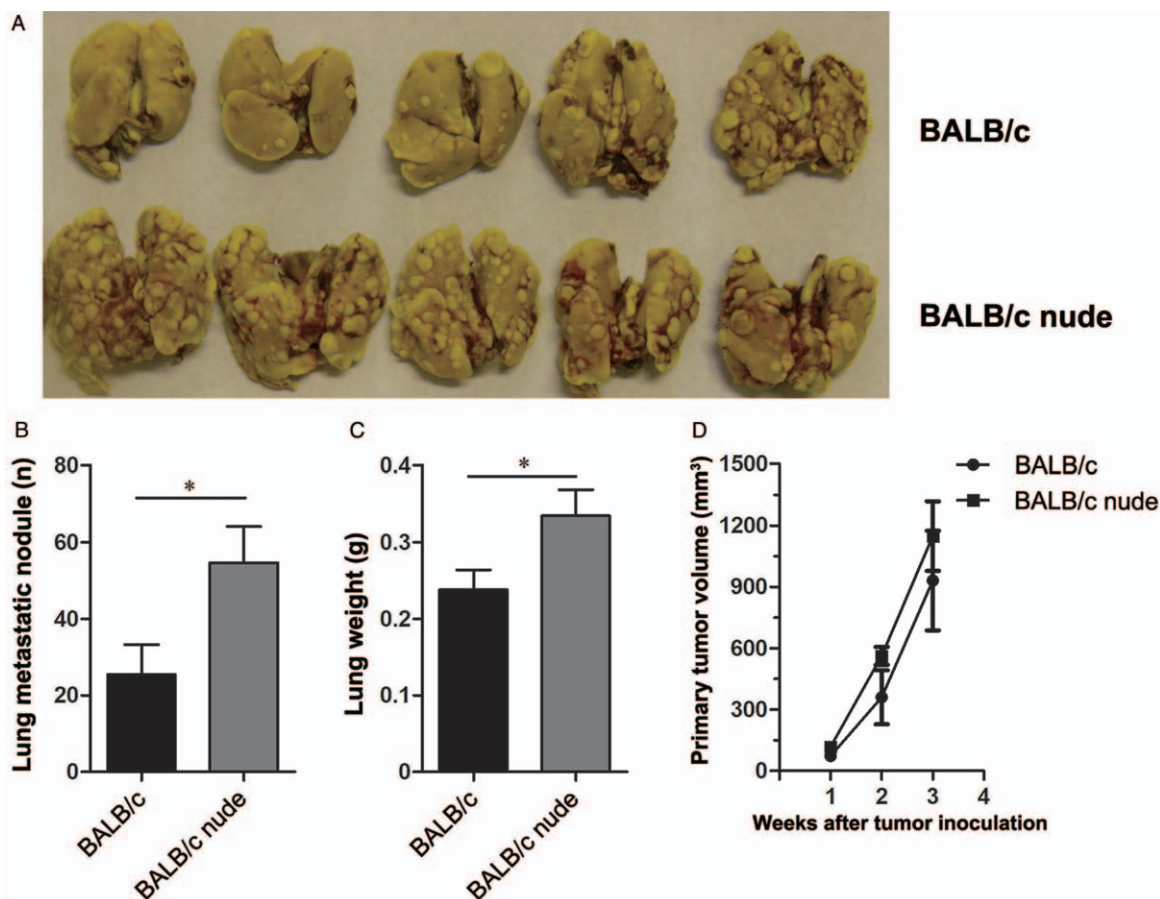 A
BALB/c
BALB/c nude
B
Lung metastatic nodule (n)
80
60
40
20
0
*
BALB/c
BALB/c nude
C
Lung weight (g)
0.4
0.3
0.2
0.1
0
*
BALB/c
BALB/c nude
D
Primary tumor volume (mm³)
1500
1200
900
600
300
0
BALB/c
BALB/c nude
1 2 3 4
Weeks after tumor inoculation